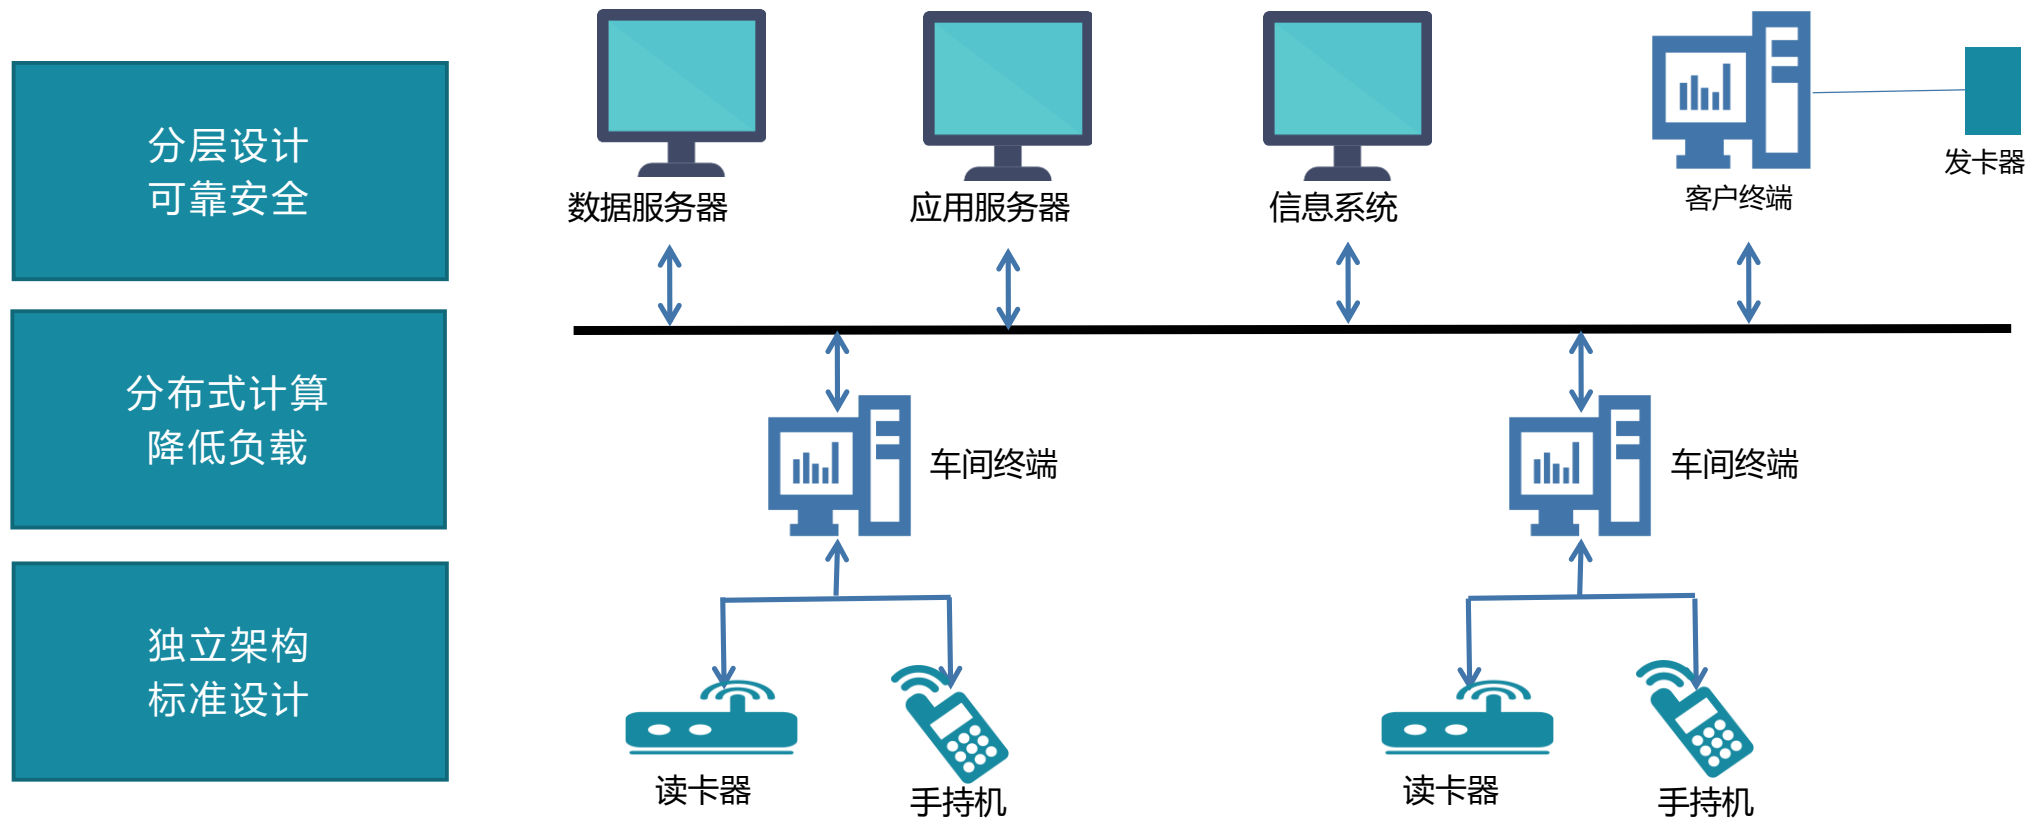 分层设计
可靠安全
分布式计算
降低负载
独立架构
标准设计
数据服务器
应用服务器
信息系统
客户终端
发卡器
车间终端
车间终端
读卡器
手持机
读卡器
手持机